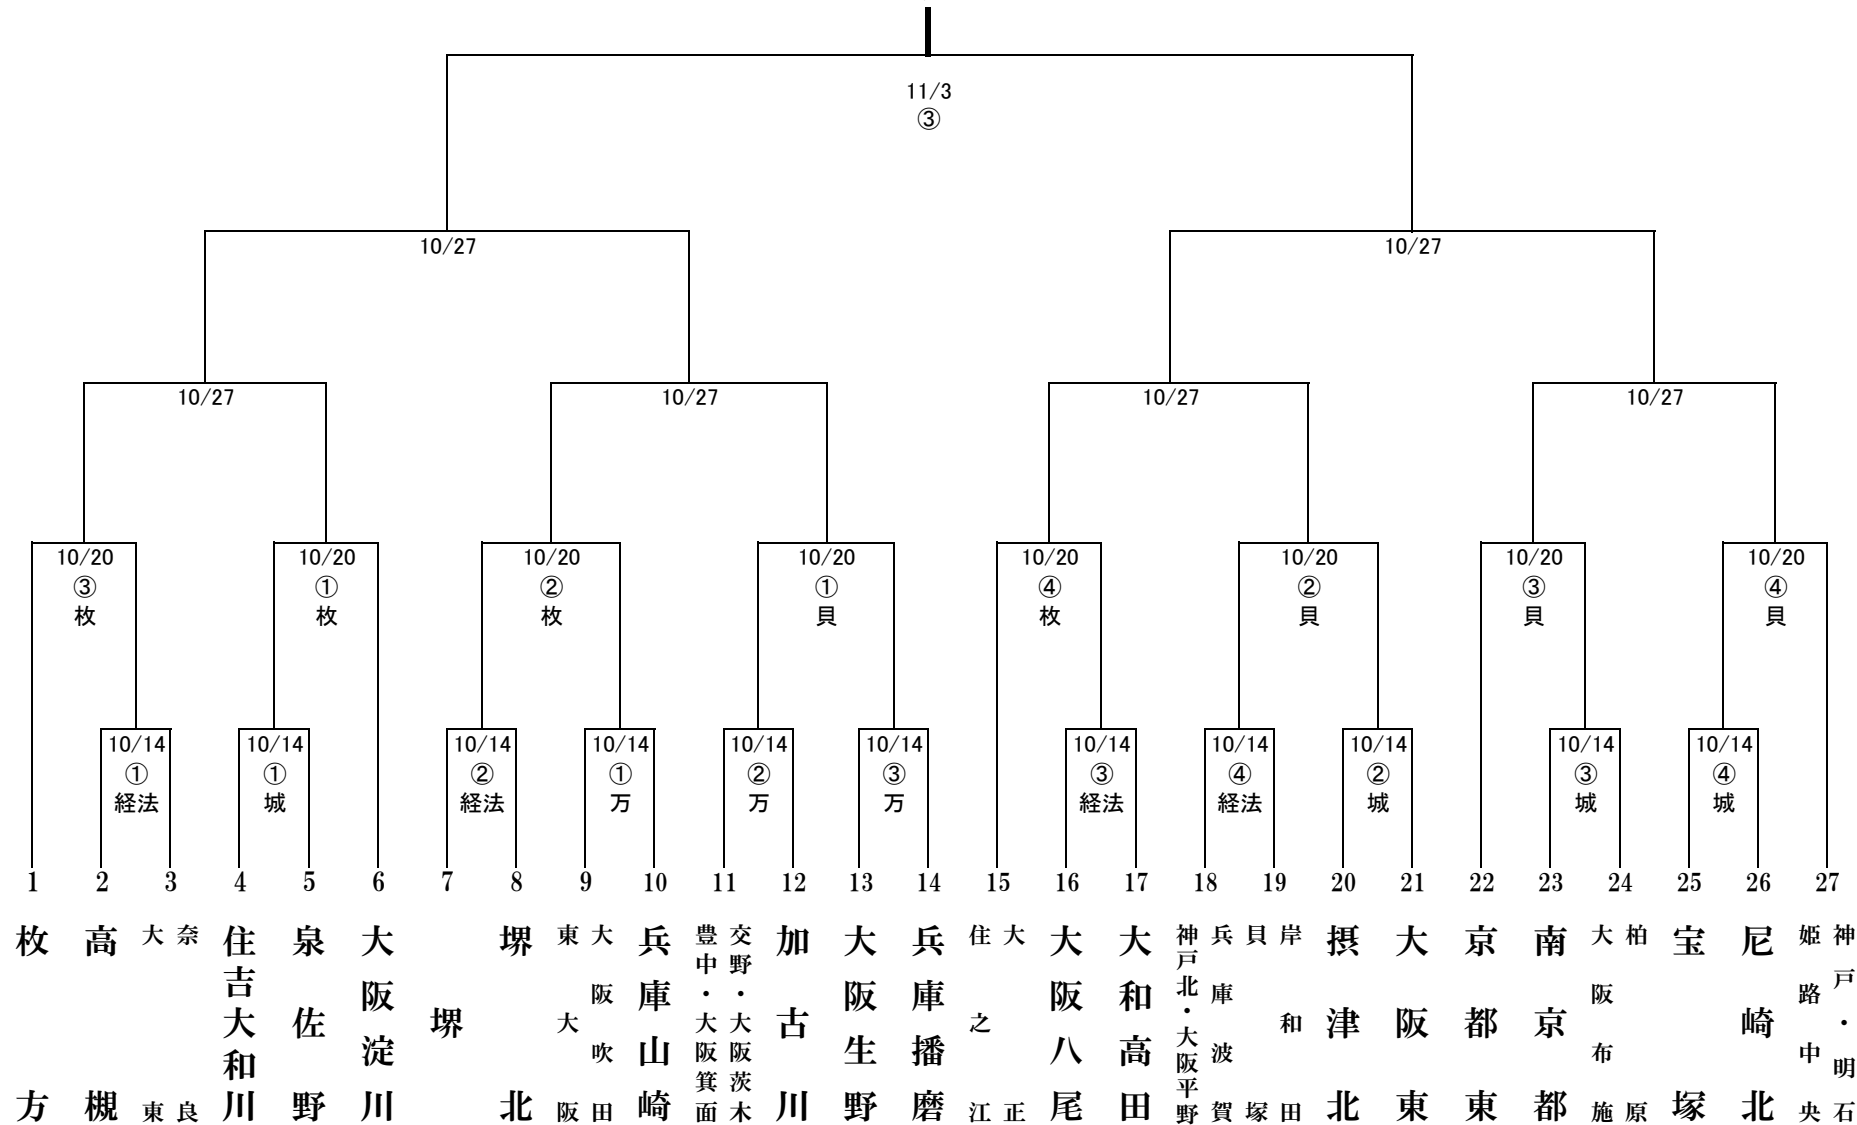 11/3
③
10/27
10/27
10/27
10/27
10/27
10/27
10/20
③
枚
10/20
①
枚
10/20
②
枚
10/20
①
貝
10/20
④
枚
10/20
②
貝
10/20
③
貝
10/20
④
貝
10/14
①
経法
10/14
①
城
10/14
②
経法
10/14
①
万
10/14
②
万
10/14
③
万
10/14
③
経法
10/14
④
経法
10/14
②
城
10/14
③
城
10/14
④
城
1
2
3
4
5
6
7
8
9
10
11
12
13
14
15
16
17
18
19
20
21
22
23
24
25
26
27
枚方
高槻
奈良
大東
住吉大和川
泉佐野
大阪淀川
堺
堺北
大阪吹田
東大阪
兵庫山崎
交野・大阪茨木
豊中・大阪箕面
加古川
大阪生野
兵庫播磨
大正
住之江
大阪八尾
大和高田
兵庫波賀
神戸北・大阪平野
岸和田
貝塚
摂津北
大阪東
京都東
南京都
柏原
大阪布施
宝塚
尼崎北
神戸・明石
姫路中央